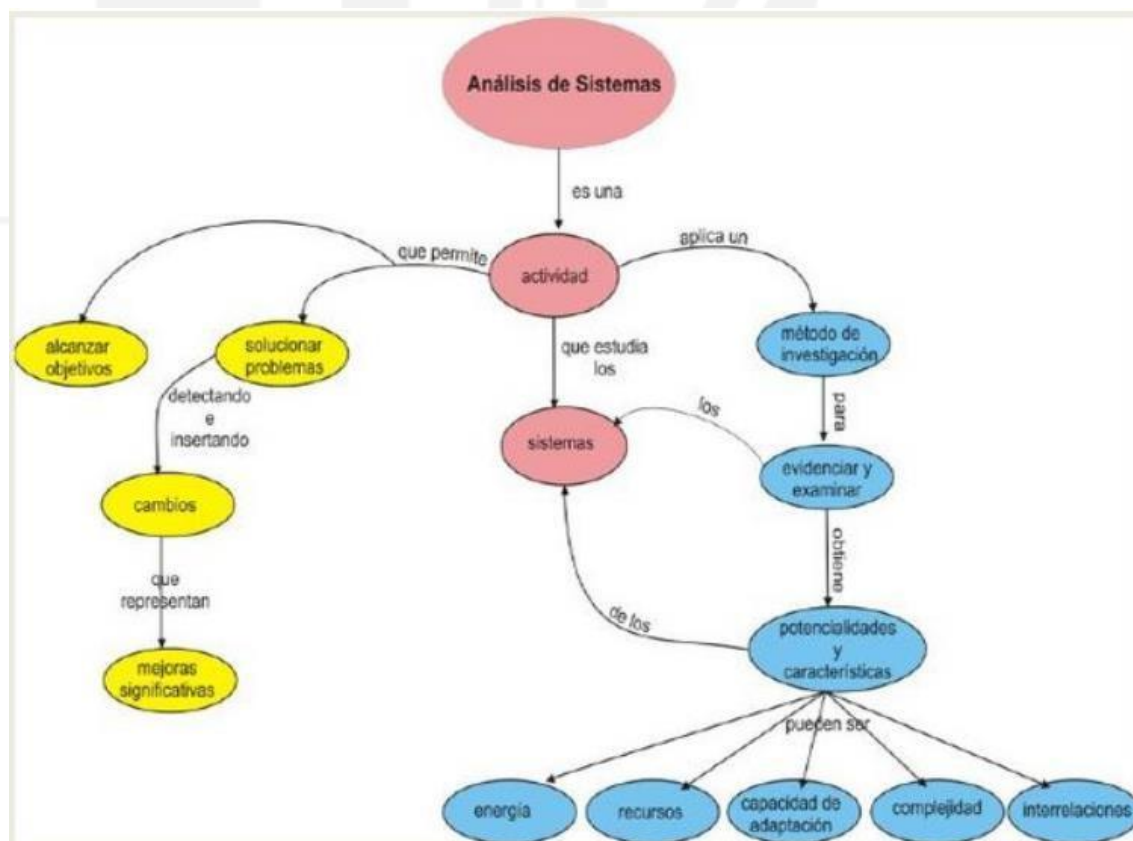 Análisis de Sistemas
es una
que permite
actividad
aplica un
alcanzar
objetivos
solucionar
problemas
que estudia
los
método de
investigación
detectando
e
insertando
los
para
sistemas
evidenciar y
examinar
cambios
obtiene
que
representan
de los
potencialidades
y
características
mejoras
significativas
pueden ser
energía
recursos
capacidad de
adaptación
complejidad
interrelaciones